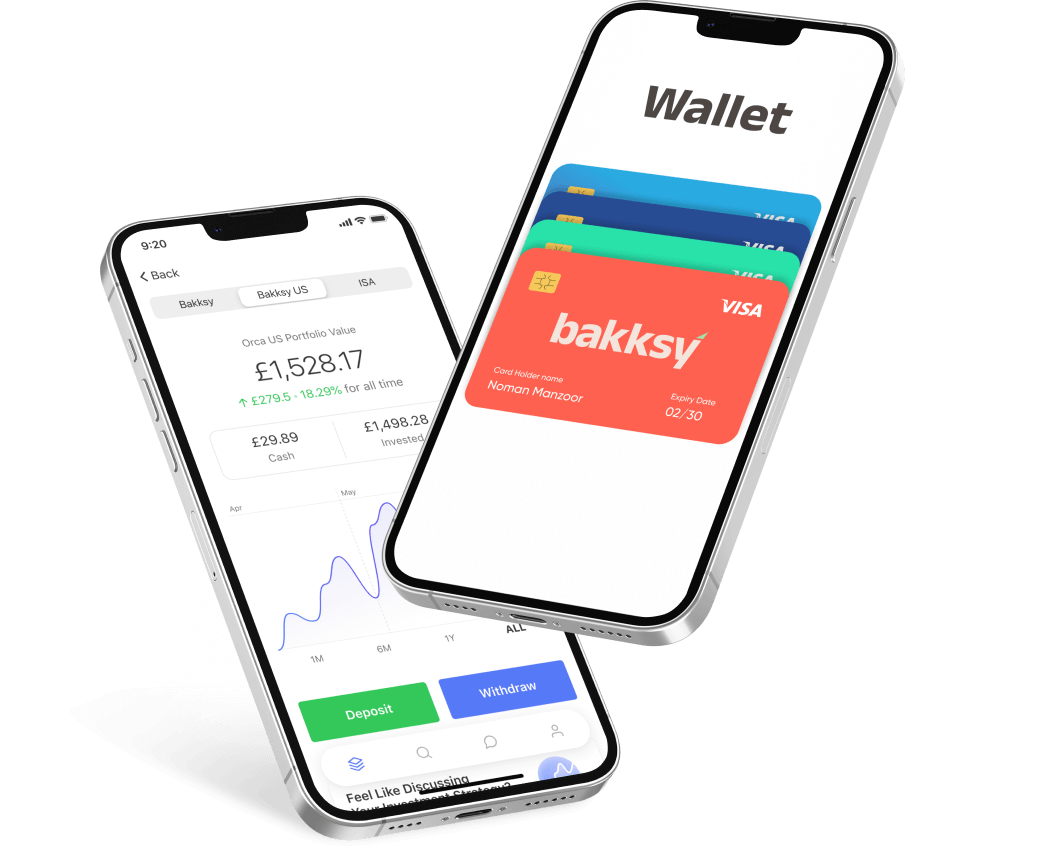 9:20
Back
Bakksy
Bakksy US
ISA
Orca US Portfolio Value
£1,528.17
↑ £279.5 · 18.29% for all time
£29.89
Cash
£1,498.28
Invested
Apr
May
1M
6M
1Y
ALL
Deposit
Withdraw
Feel Like Discussing
Your Investment Strategy?
Wallet
VISA
VISA
VISA
VISA
bakksy
Card Holder name
Noman Manzoor
Expiry Date
02/30